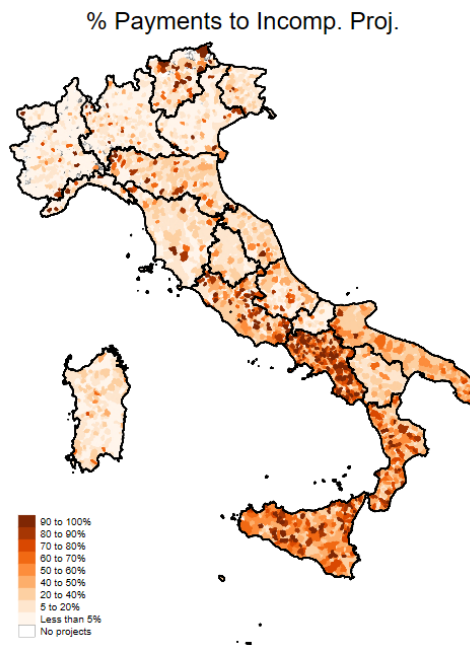 % Payments to Incomp. Proj.
90 to 100%
80 to 90%
70 to 80%
60 to 70%
50 to 60%
40 to 50%
20 to 40%
5 to 20%
Less than 5%
No projects